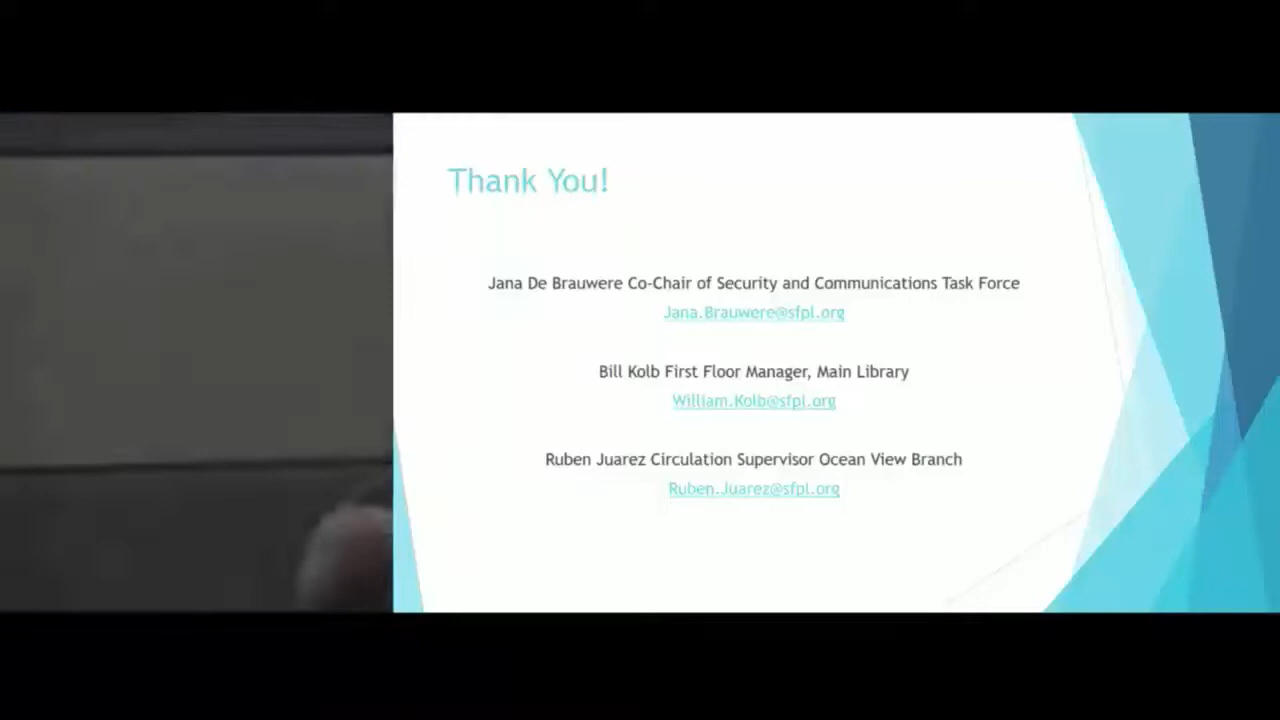 Thank You!
Jana De Brauwere Co-Chair of Security and Communications Task Force
Jana.Brauwere@sfpl.org
Bill Kolb First Floor Manager, Main Library
William.Kolb@sfpl.org
Ruben Juarez Circulation Supervisor Ocean View Branch
Ruben.Juarez@sfpl.org